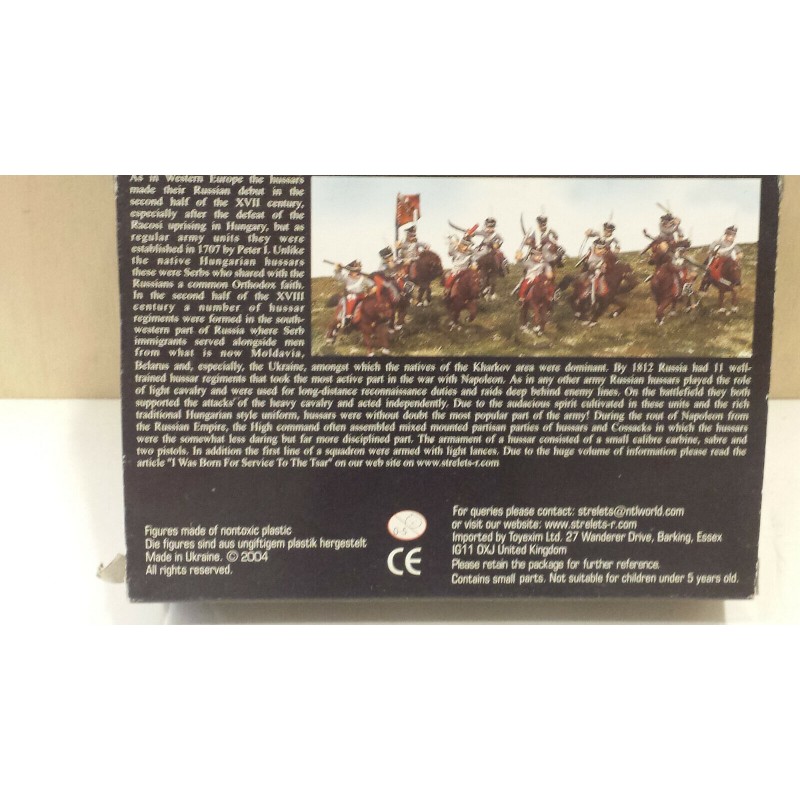 As in Western Europe the hussars
made their Russian debut in the
second half of the XVII century,
especially after the defeat of the
Racosi uprising in Hungary, but as
regular army units they were
established in 1707 by Peter I. Unlike
the native Hungarian hussars
these were Serbs who shared with the
Russians a common Orthodox faith.
In the second half of the XVIII
century a number of hussar
regiments were formed in the south-
western part of Russia where Serb
immigrants served alongside men
from what is now Moldavia,
Belarus and, especially, the Ukraine, amongst which the natives of the Kharkov area were dominant. By 1812 Russia had 11 well-
trained hussar regiments that took the most active part in the war with Napoleon. As in any other army Russian hussars played the role
of light cavalry and were used for long-distance reconnaissance duties and raids deep behind enemy lines. On the battlefield they both
supported the attacks of the heavy cavalry and acted independently. Due to the audacious spirit cultivated in these units and the rich
traditional Hungarian style uniform, hussars were without doubt the most popular part of the army! During the rout of Napoleon from
the Russian Empire, the High command often assembled mixed mounted partisan parties of hussars and Cossacks in which the hussars
were the somewhat less daring but far more disciplined part. The armament of a hussar consisted of a small calibre carbine, sabre and
two pistols. In addition the first line of a squadron were armed with light lances. Due to the huge volume of information please read the
article "I Was Born For Service To The Tsar" on our web site on www.strelets-r.com
Figures made of nontoxic plastic
Die figures sind aus ungiftigem plastik hergestelt
Made in Ukraine. © 2004
All rights reserved.
0-3
CE
For queries please contact: strelets@ntlworld.com
or visit our website: www.strelets-r.com
Imported by Toyexim Ltd. 27 Wanderer Drive, Barking, Essex
IG11 0XJ United Kingdom
Please retain the package for further reference.
Contains small parts. Not suitable for children under 5 years old.